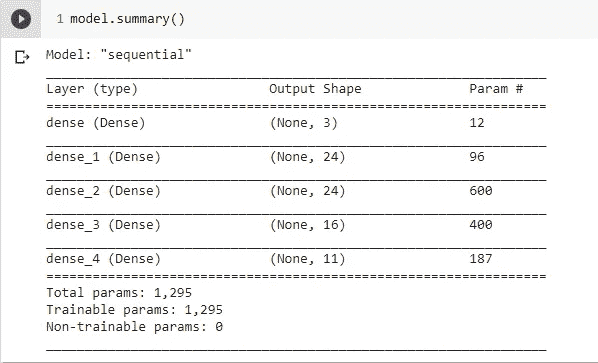 1 model.summary()
Model: "sequential"
Layer (type) Output Shape Param #
dense (Dense) (None, 3) 12
dense_1 (Dense) (None, 24) 96
dense_2 (Dense) (None, 24) 600
dense_3 (Dense) (None, 16) 400
dense_4 (Dense) (None, 11) 187
Total params: 1,295
Trainable params: 1,295
Non-trainable params: 0